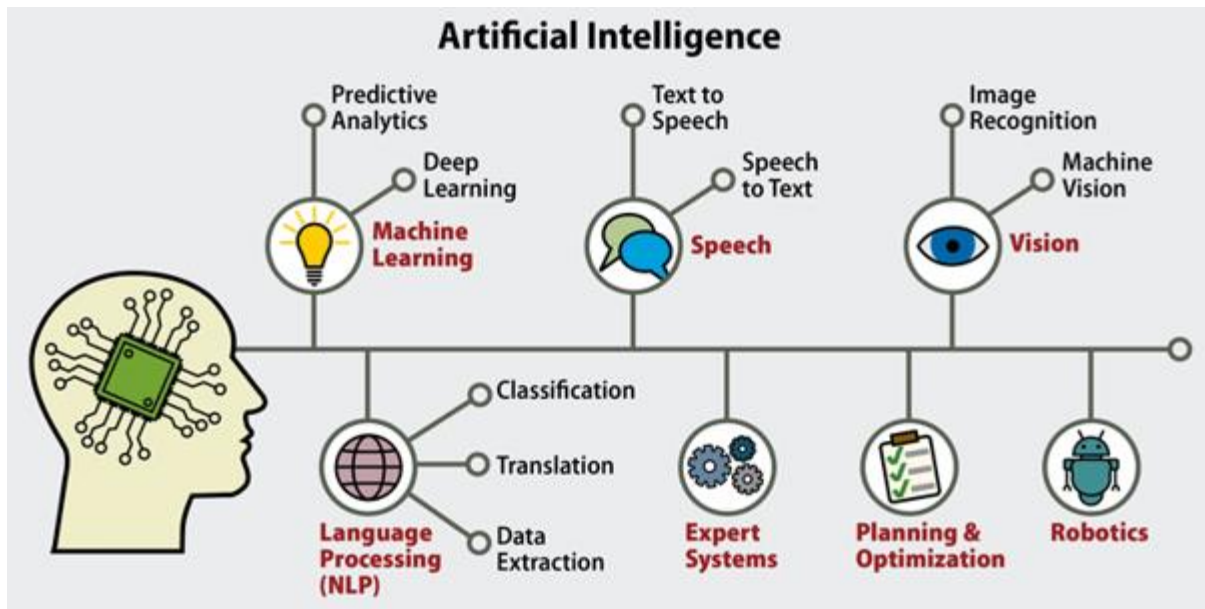 Artificial Intelligence
Predictive
Analytics
Deep
Learning
Machine
Learning
Text to
Speech
Speech
to Text
Speech
Image
Recognition
Machine
Vision
Vision
Classification
Translation
Data
Extraction
Language
Processing
(NLP)
Expert
Systems
Planning &
Optimization
Robotics